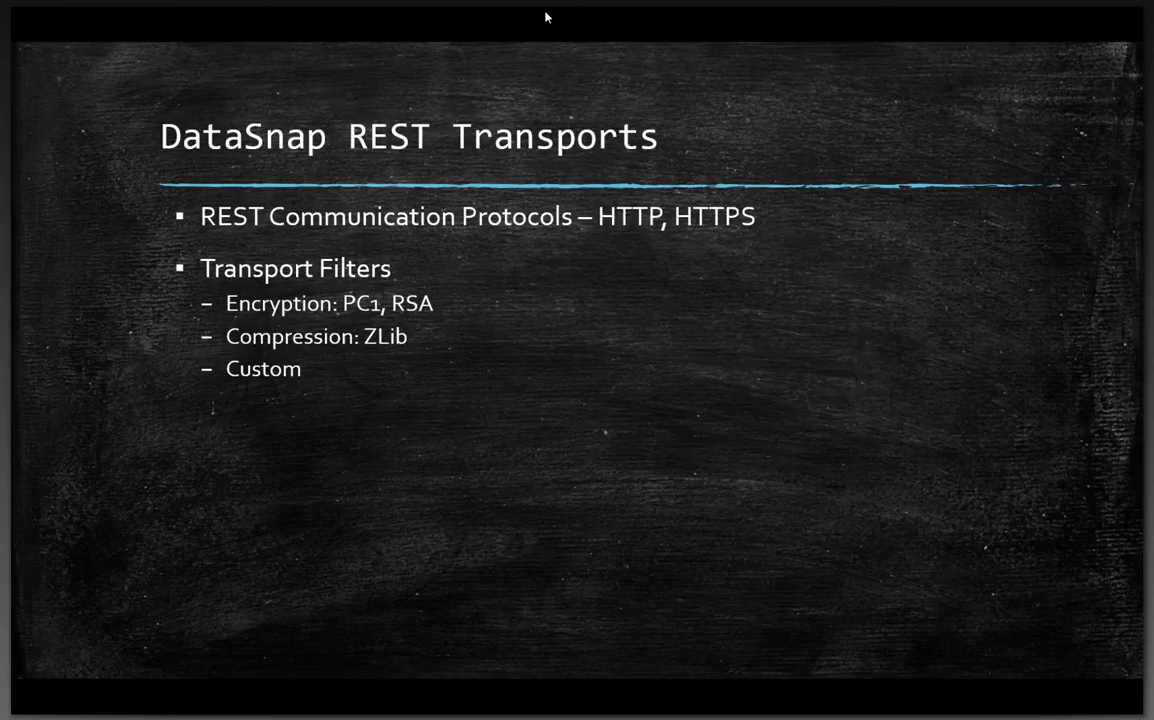 DataSnap REST Transports
▪ REST Communication Protocols – HTTP, HTTPS
▪ Transport Filters
– Encryption: PC1, RSA
– Compression: ZLib
– Custom